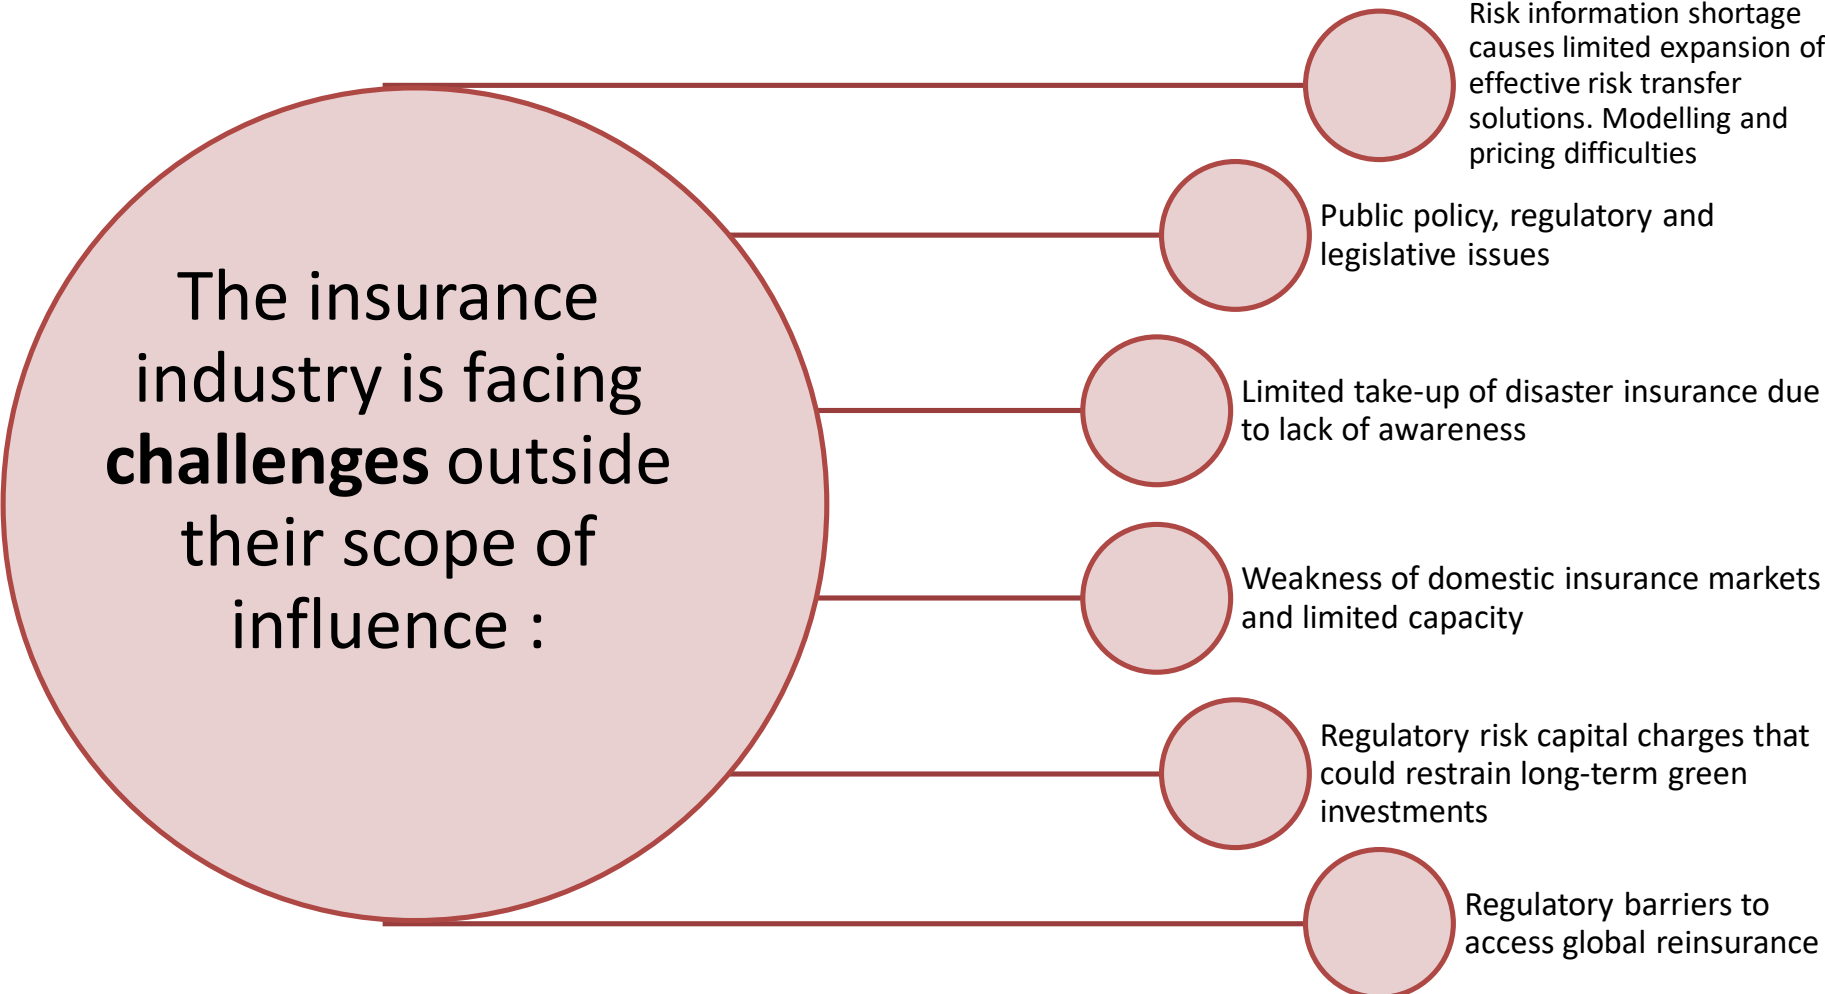 The insurance
industry is facing
challenges outside
their scope of
influence :
Risk information shortage
causes limited expansion of
effective risk transfer
solutions. Modelling and
pricing difficulties
Public policy, regulatory and
legislative issues
Limited take-up of disaster insurance due
to lack of awareness
Weakness of domestic insurance markets
and limited capacity
Regulatory risk capital charges that
could restrain long-term green
investments
Regulatory barriers to
access global reinsurance